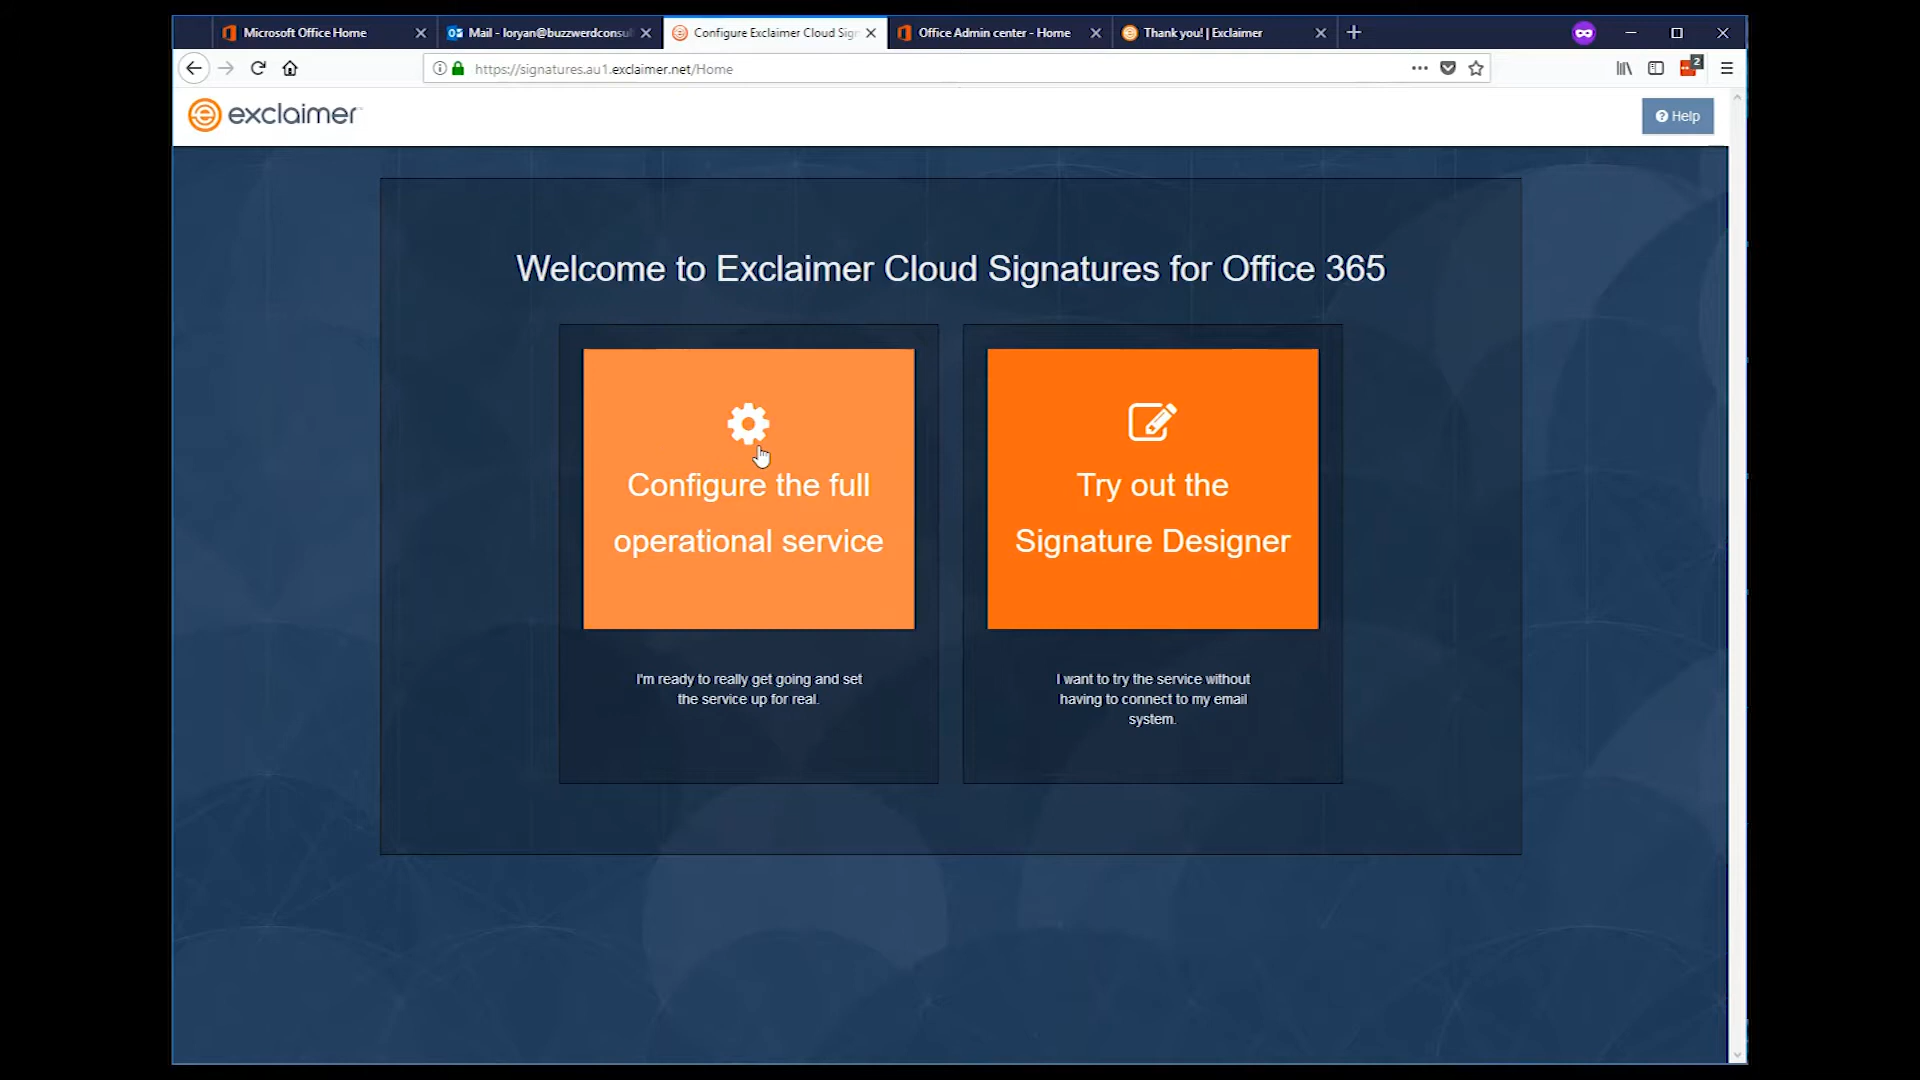 Microsoft Office Home
Mail - loryan@buzzwerdconsul
Configure Exclaimer Cloud Sign
Office Admin center - Home
Thank you! | Exclaimer
https://signatures.au1.exclaimer.net/Home
2
exclaimer
Help
Welcome to Exclaimer Cloud Signatures for Office 365
Configure the full
operational service
Try out the
Signature Designer
I'm ready to really get going and set
the service up for real.
I want to try the service without
having to connect to my email
system.